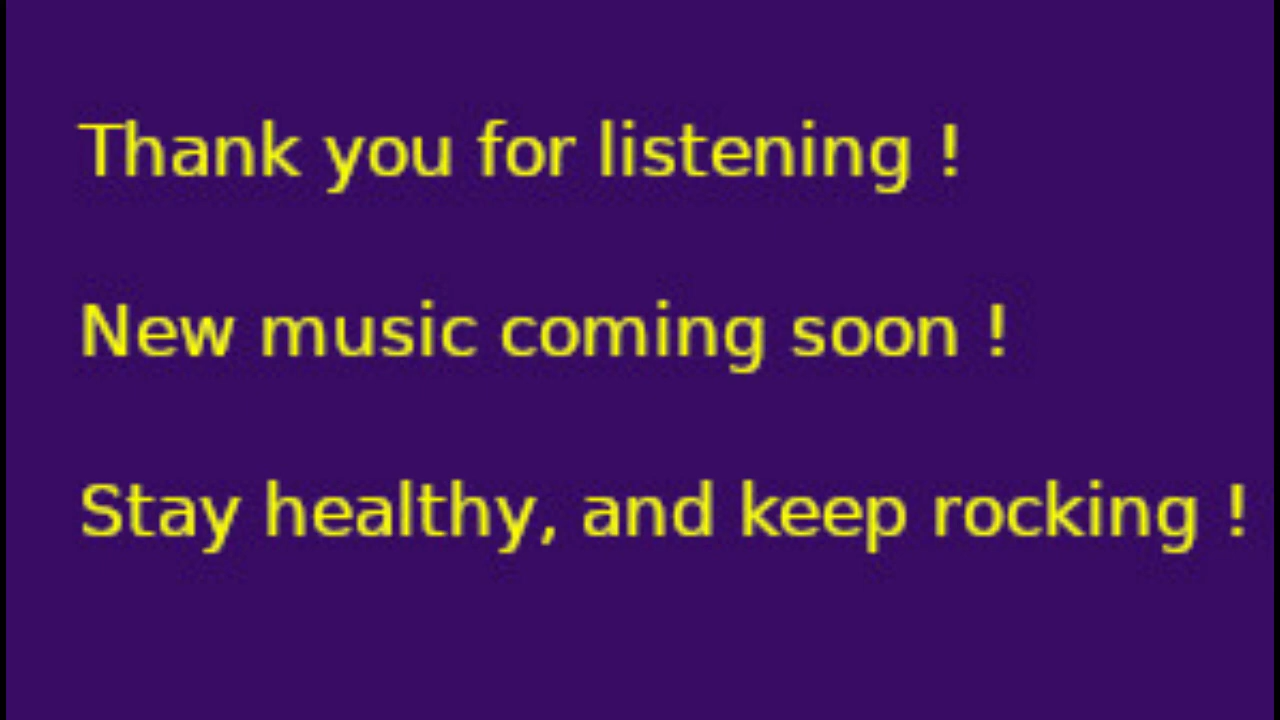 Thank you for listening !
New music coming soon !
Stay healthy, and keep rocking !